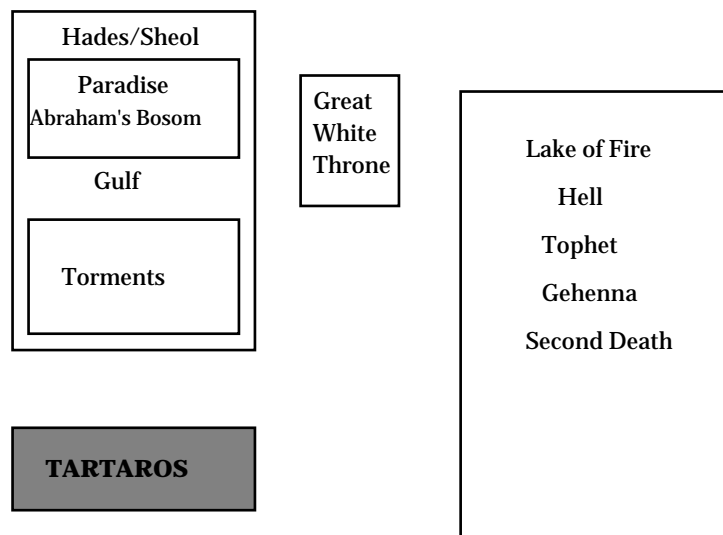 Hades/Sheol
Paradise
Abraham's Bosom
Gulf
Torments
TARTAROS
Great
White
Throne
Lake of Fire
Hell
Tophet
Gehenna
Second Death